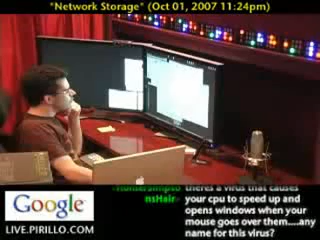 *Network Storage* (Oct 01, 2007 11:24pm)
Google
LIVE.PIRILLO.COM
nsHair>
theres a virus that causes
your cpu to speed up and
opens windows when your
mouse goes over them....any
name for this virus?